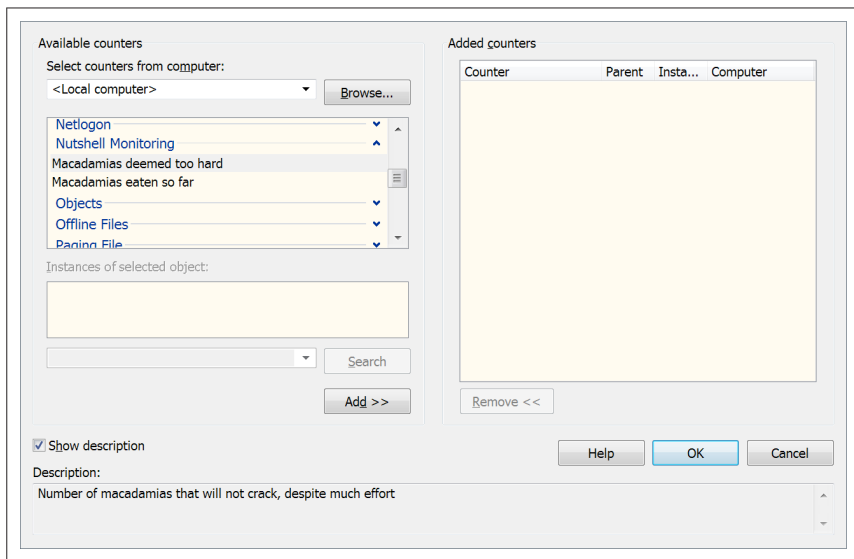 Available counters
Select counters from computer:
<Local computer>
Browse...
Netlogon
Nutshell Monitoring
Macadamias deemed too hard
Macadamias eaten so far
Objects
Offline Files
Paging File
Instances of selected object:
Search
Add >>
Added counters
Counter Parent Insta... Computer
Remove <<
Show description
Help OK Cancel
Description:
Number of macadamias that will not crack, despite much effort